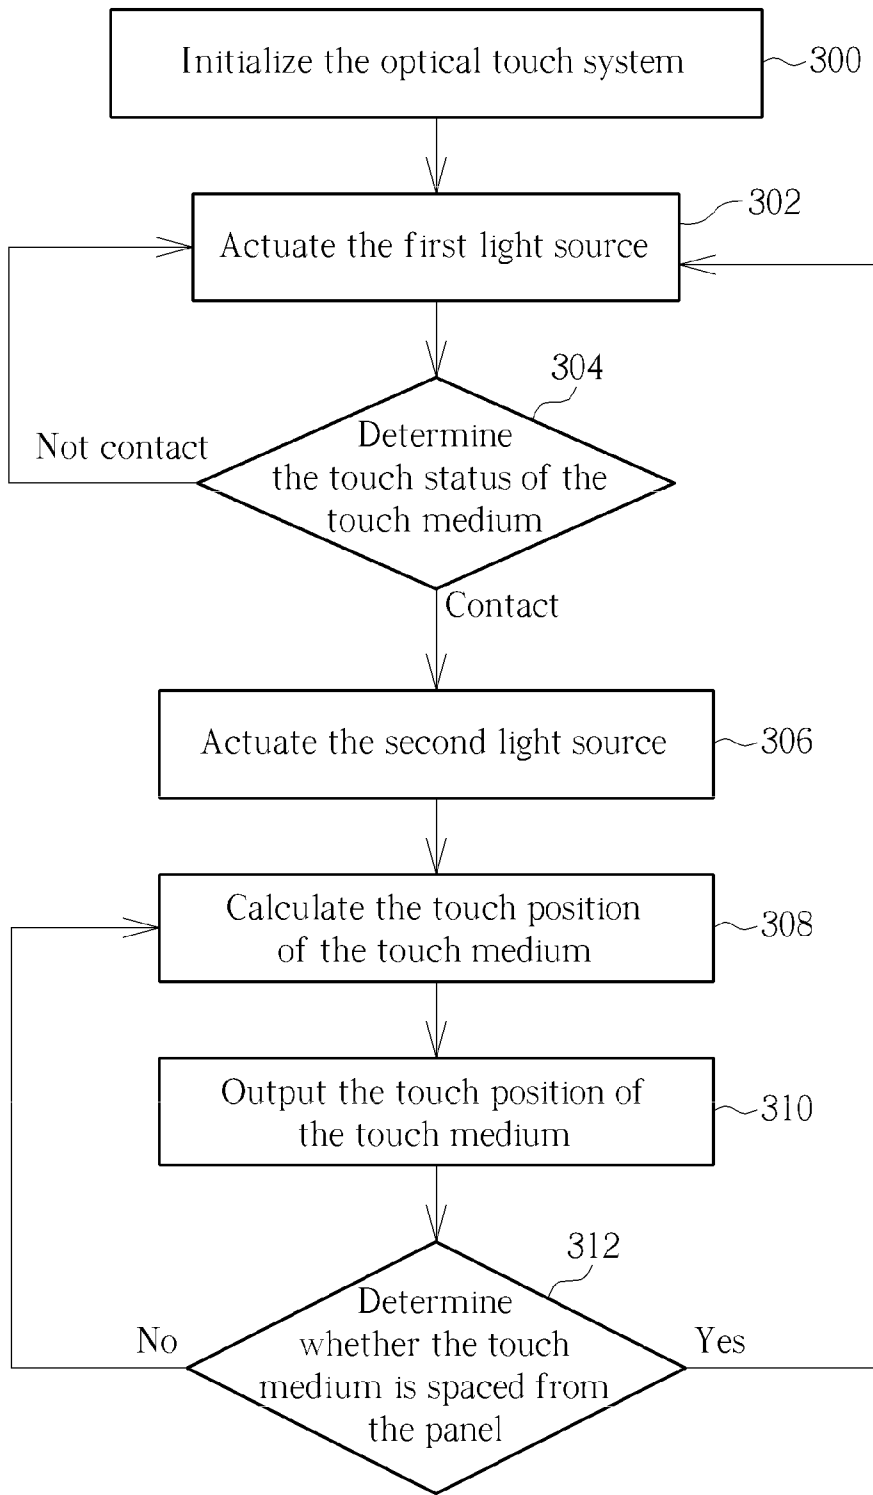 Initialize the optical touch system
300
302
Actuate the first light source
304
Not contact
Determine
the touch status of the
touch medium
Contact
Actuate the second light source
306
Calculate the touch position
of the touch medium
308
Output the touch position of
the touch medium
310
312
Determine
No
whether the touch
Yes
medium is spaced from
the panel